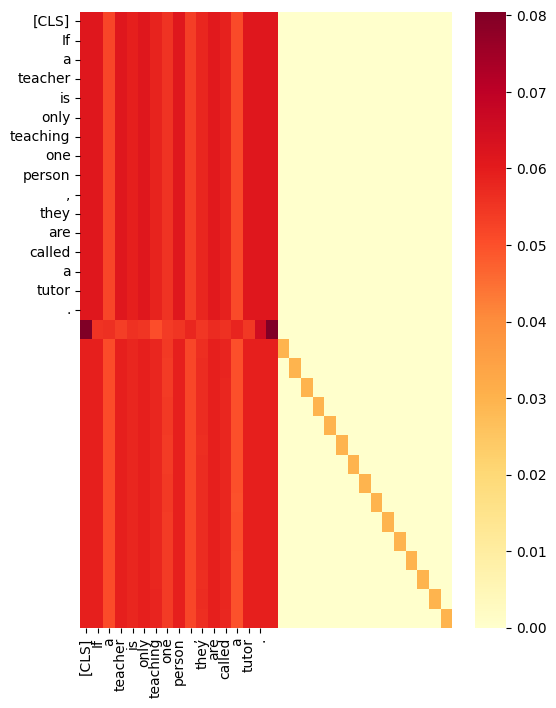 [CLS]
If
a
teacher
is
only
teaching
one
person
,
they
are
called
a
tutor
.
0.08
0.07
0.06
0.05
0.04
0.03
0.02
0.01
0.00
[CLS]
If
a
teacher
is
only
teaching
one
person
,
they
are
called
a
tutor
.